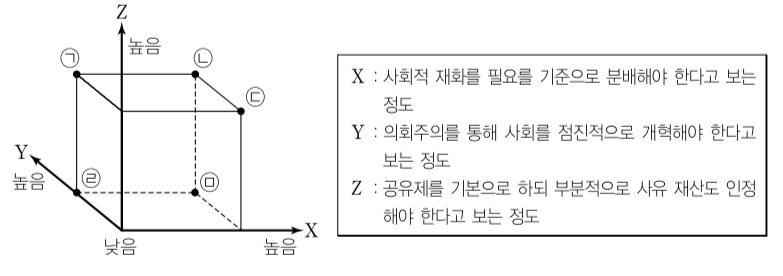 Z
높음
㉠
㉡
㉢
Y
높음
㉣
㉤
X
낮음
높음
X : 사회적 재화를 필요를 기준으로 분배해야 한다고 보는
정도
Y : 의회주의를 통해 사회를 점진적으로 개혁해야 한다고
보는 정도
Z : 공유제를 기본으로 하되 부분적으로 사유 재산도 인정
해야 한다고 보는 정도